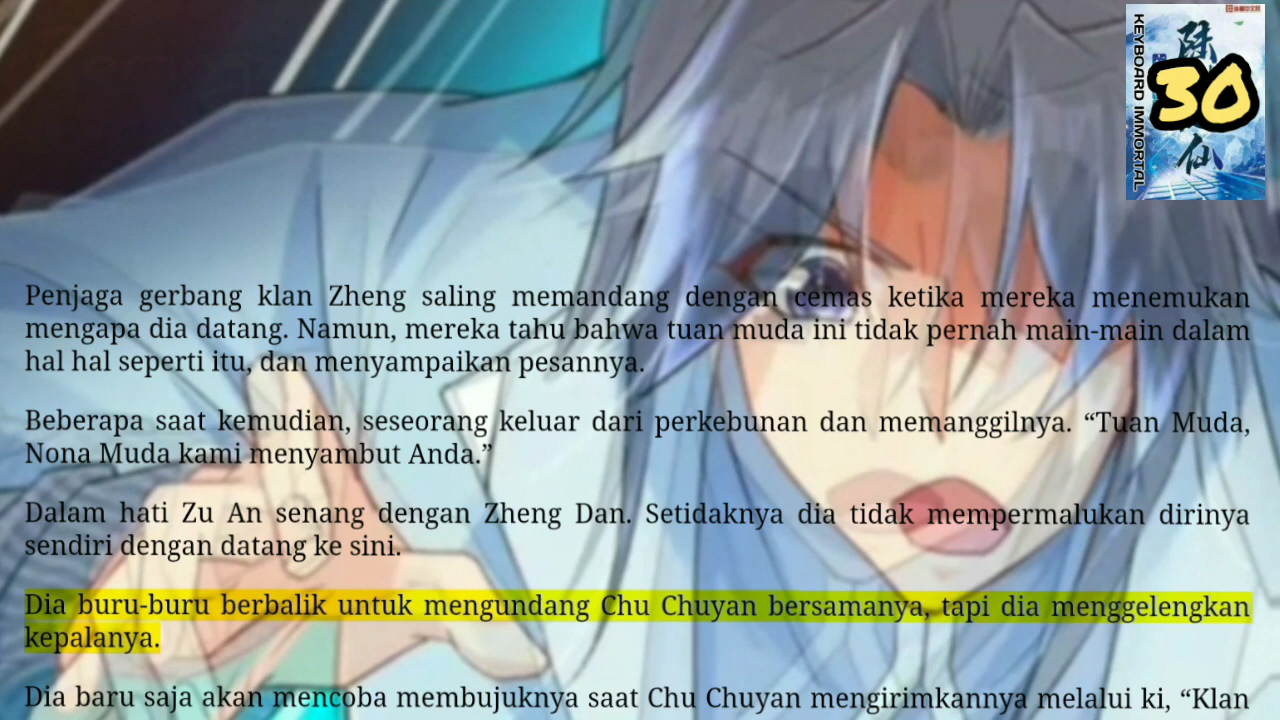 KEYBOARD IMMORTAL
30
仙
Penjaga gerbang klan Zheng saling memandang dengan cemas ketika mereka menemukan
mengapa dia datang. Namun, mereka tahu bahwa tuan muda ini tidak pernah main-main dalam
hal hal seperti itu, dan menyampaikan pesannya.
Beberapa saat kemudian, seseorang keluar dari perkebunan dan memanggilnya. “Tuan Muda,
Nona Muda kami menyambut Anda.”
Dalam hati Zu An senang dengan Zheng Dan. Setidaknya dia tidak mempermalukan dirinya
sendiri dengan datang ke sini.
Dia buru-buru berbalik untuk mengundang Chu Chuyan bersamanya, tapi dia menggelengkan
kepalanya.
Dia baru saja akan mencoba membujuknya saat Chu Chuyan mengirimkannya melalui ki, “Klan